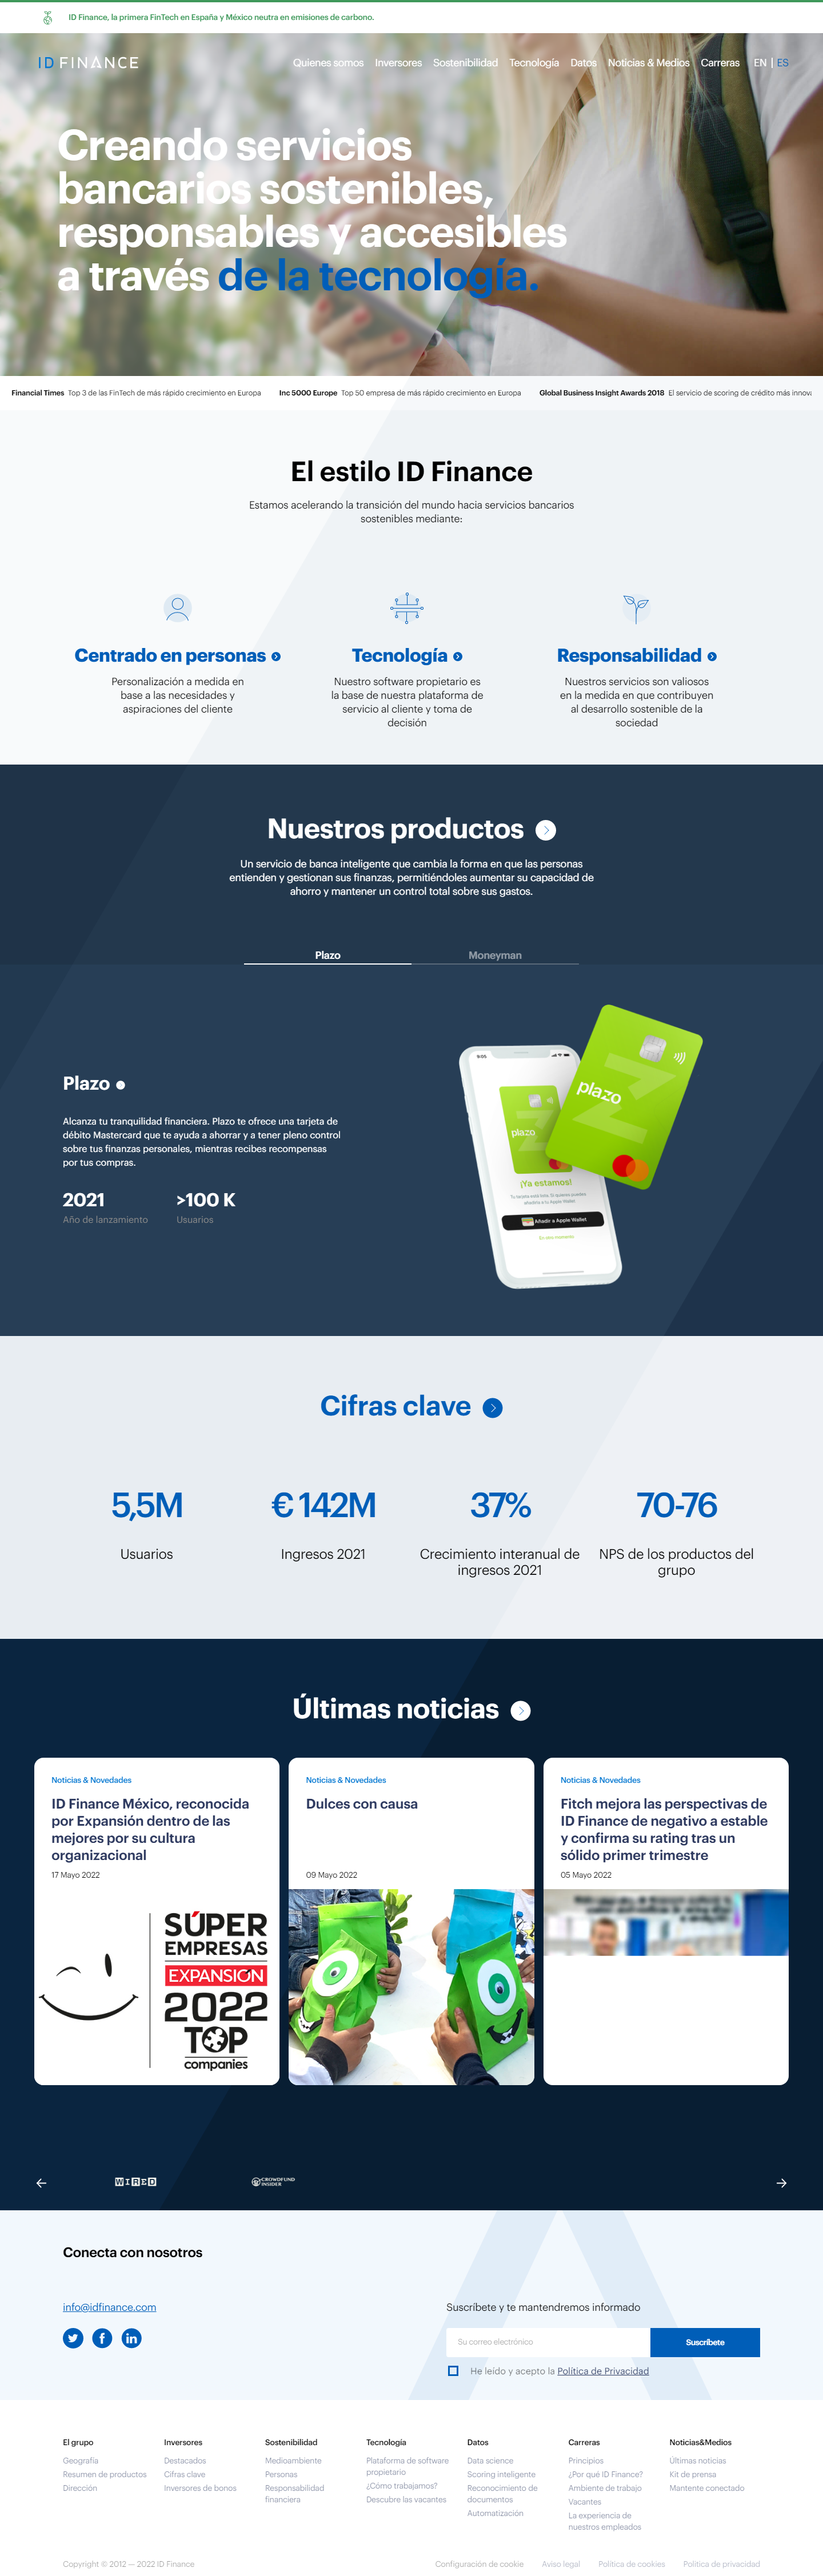 ID Finance, la primera FinTech en España y México neutra en emisiones de carbono.
ID FINANCE
Quienes somos Inversores Sostenibilidad Tecnología Datos Noticias & Medios Carreras EN | ES
Creando servicios
bancarios sostenibles,
responsables y accesibles
a través de la tecnología.
Financial Times Top 3 de las FinTech de más rápido crecimiento en Europa Inc 5000 Europe Top 50 empresa de más rápido crecimiento en Europa Global Business Insight Awards 2018 El servicio de scoring de crédito más
El estilo ID Finance
Estamos acelerando la transición del mundo hacia servicios bancarios
sostenibles mediante:
Centrado en personas
Personalización a medida en
base a las necesidades y
aspiraciones del cliente
Tecnología
Nuestro software propietario es
la base de nuestra plataforma de
servicio al cliente y toma de
decisión
Responsabilidad
Nuestros servicios son valiosos
en la medida en que contribuyen
al desarrollo sostenible de la
sociedad
Nuestros productos
Un servicio de banca inteligente que cambia la forma en que las personas
entienden y gestionan sus finanzas, permitiéndoles aumentar su capacidad de
ahorro y mantener un control total sobre sus gastos.
Plazo Moneyman
Plazo
Alcanza tu tranquilidad financiera. Plazo te ofrece una tarjeta de
débito Mastercard que te ayuda a ahorrar y a tener pleno control
sobre tus finanzas personales, mientras recibes recompensas
por tus compras.
2021
Año de lanzamiento
>100 K
Usuarios
9:05
plazo
plazo
¡Ya estamos!
Añadir a Apple Wallet
Cifras clave
5,5M
Usuarios
€ 142M
Ingresos 2021
37%
Crecimiento interanual de
ingresos 2021
70-76
NPS de los productos del
grupo
Últimas noticias
Noticias & Novedades
ID Finance México, reconocida
por Expansión dentro de las
mejores por su cultura
organizacional
17 Mayo 2022
SÚPER
EMPRESAS
EXPANSIÓN
2022
TOP
companies
Noticias & Novedades
Dulces con causa
09 Mayo 2022
Noticias & Novedades
Fitch mejora las perspectivas de
ID Finance de negativo a estable
y confirma su rating tras un
sólido primer trimestre
05 Mayo 2022
WIRED
CROWDFUND
INSIDER
Conecta con nosotros
info@idfinance.com
Suscríbete y te mantendremos informado
Su correo electrónico
Suscríbete
He leído y acepto la Política de Privacidad
El grupo
Geografía
Resumen de productos
Dirección
Inversores
Destacados
Cifras clave
Inversores de bonos
Sostenibilidad
Medioambiente
Personas
Responsabilidad
financiera
Tecnología
Plataforma de software
propietario
¿Cómo trabajamos?
Descubre las vacantes
Datos
Data science
Scoring inteligente
Reconocimiento de
documentos
Automatización
Carreras
Principios
¿Por qué ID Finance?
Ambiente de trabajo
Vacantes
La experiencia de
nuestros empleados
Noticias&Medios
Últimas noticias
Kit de prensa
Mantente conectado
Copyright © 2012 — 2022 ID Finance
Configuración de cookie Aviso legal Política de cookies Política de privacidad